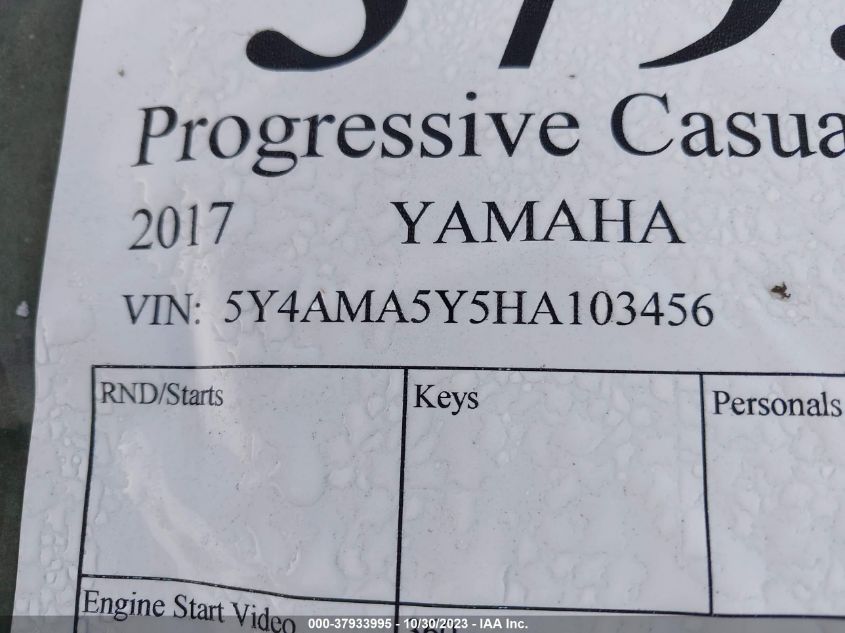 Progressive
2017 YAMAHA
VIN: 5Y4AMA5Y5HA103456
RND/Starts Keys Personals
Engine Start Video
000-37933995 - 10/30/2023 - IAA Inc.